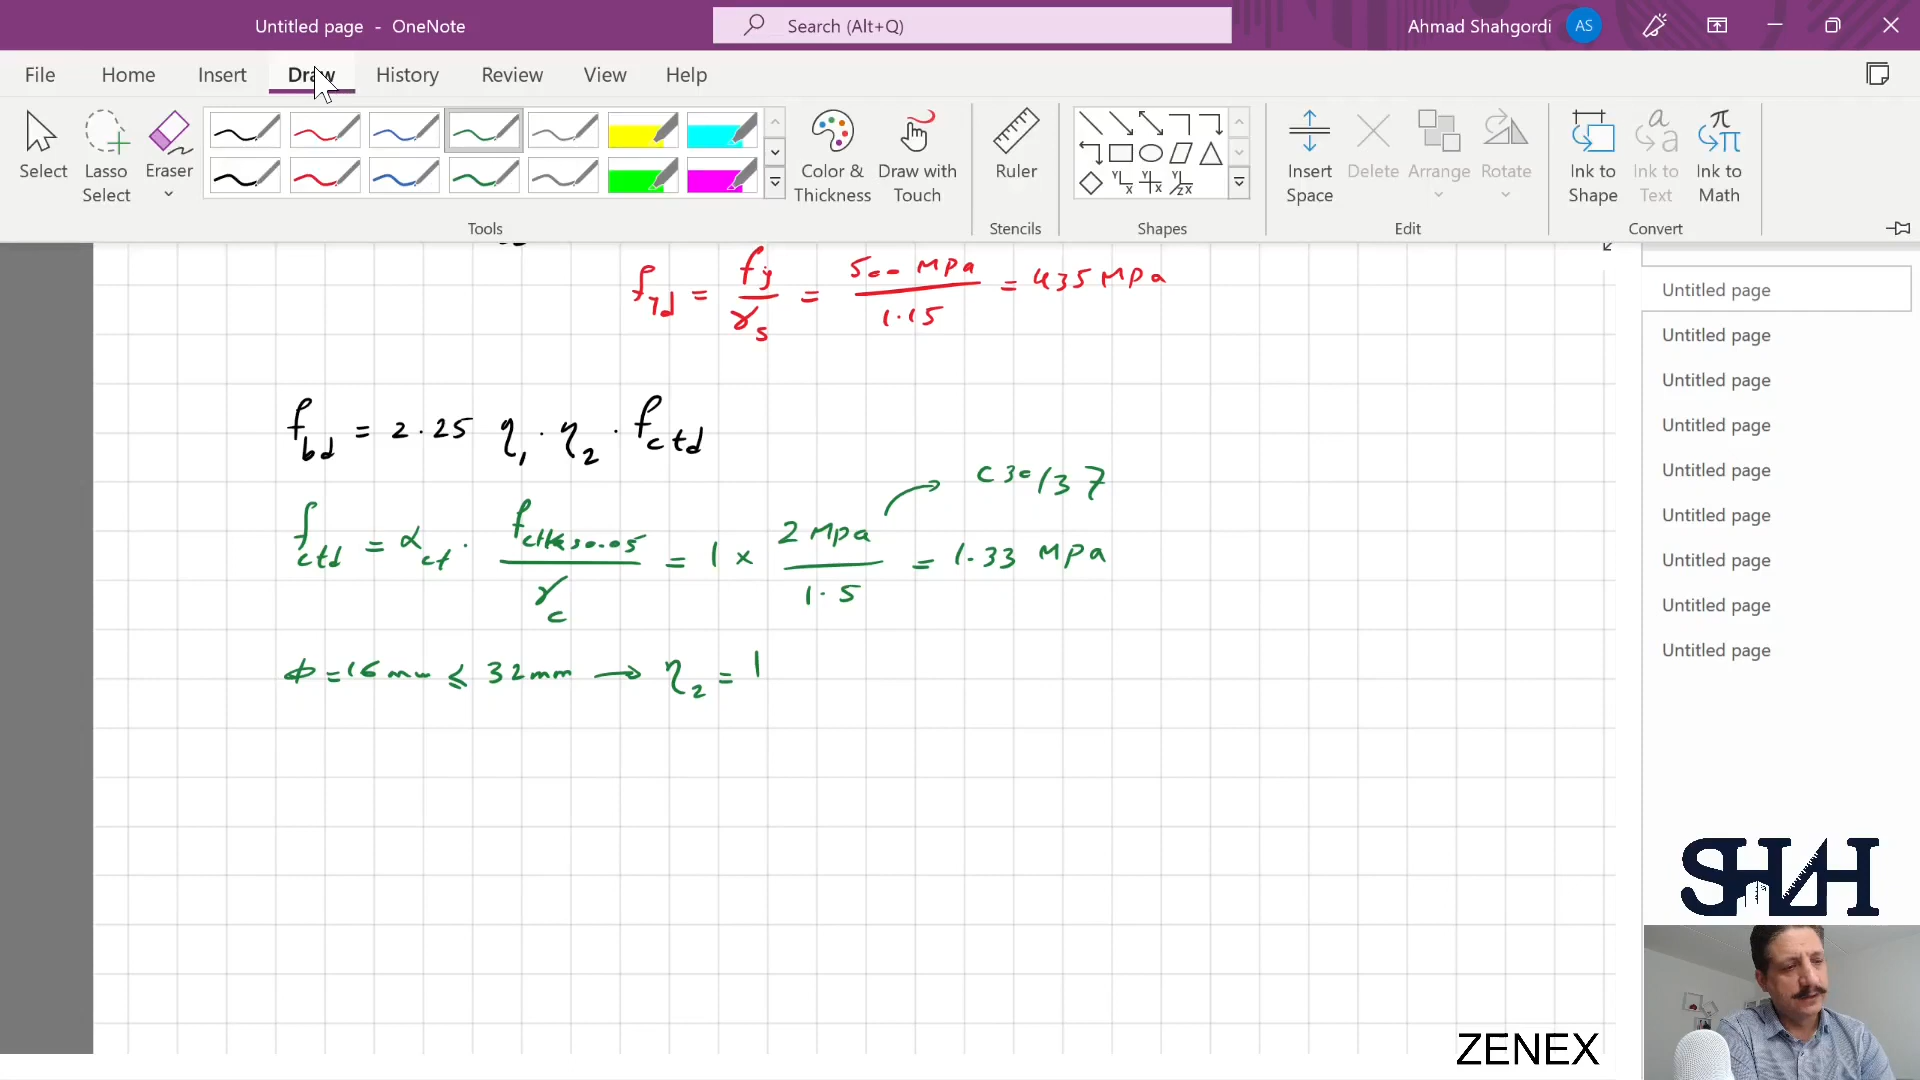 Untitled page - OneNote
Search (Alt+Q)
Ahmad Shahgordi AS
File Home Insert Draw History Review View Help
Select
Lasso Select
Eraser
Color & Thickness
Draw with Touch
Ruler
Insert Space
Delete
Arrange
Rotate
Ink to Shape
Ink to Text
Ink to Math
Tools Stencils Shapes Edit Convert
fyd = fy / γs = 500 MPa / 1.15 = 435 MPa
fbd = 2.25 η1 . η2 . fctd
C30/37
fctd = αct . fctk,0.05 / γc = 1 × 2 MPa / 1.5 = 1.33 MPa
ϕ = 16 mm ⩽ 32 mm → η2 = 1
Untitled page
Untitled page
Untitled page
Untitled page
Untitled page
Untitled page
Untitled page
Untitled page
Untitled page
SHAH
ZENEX